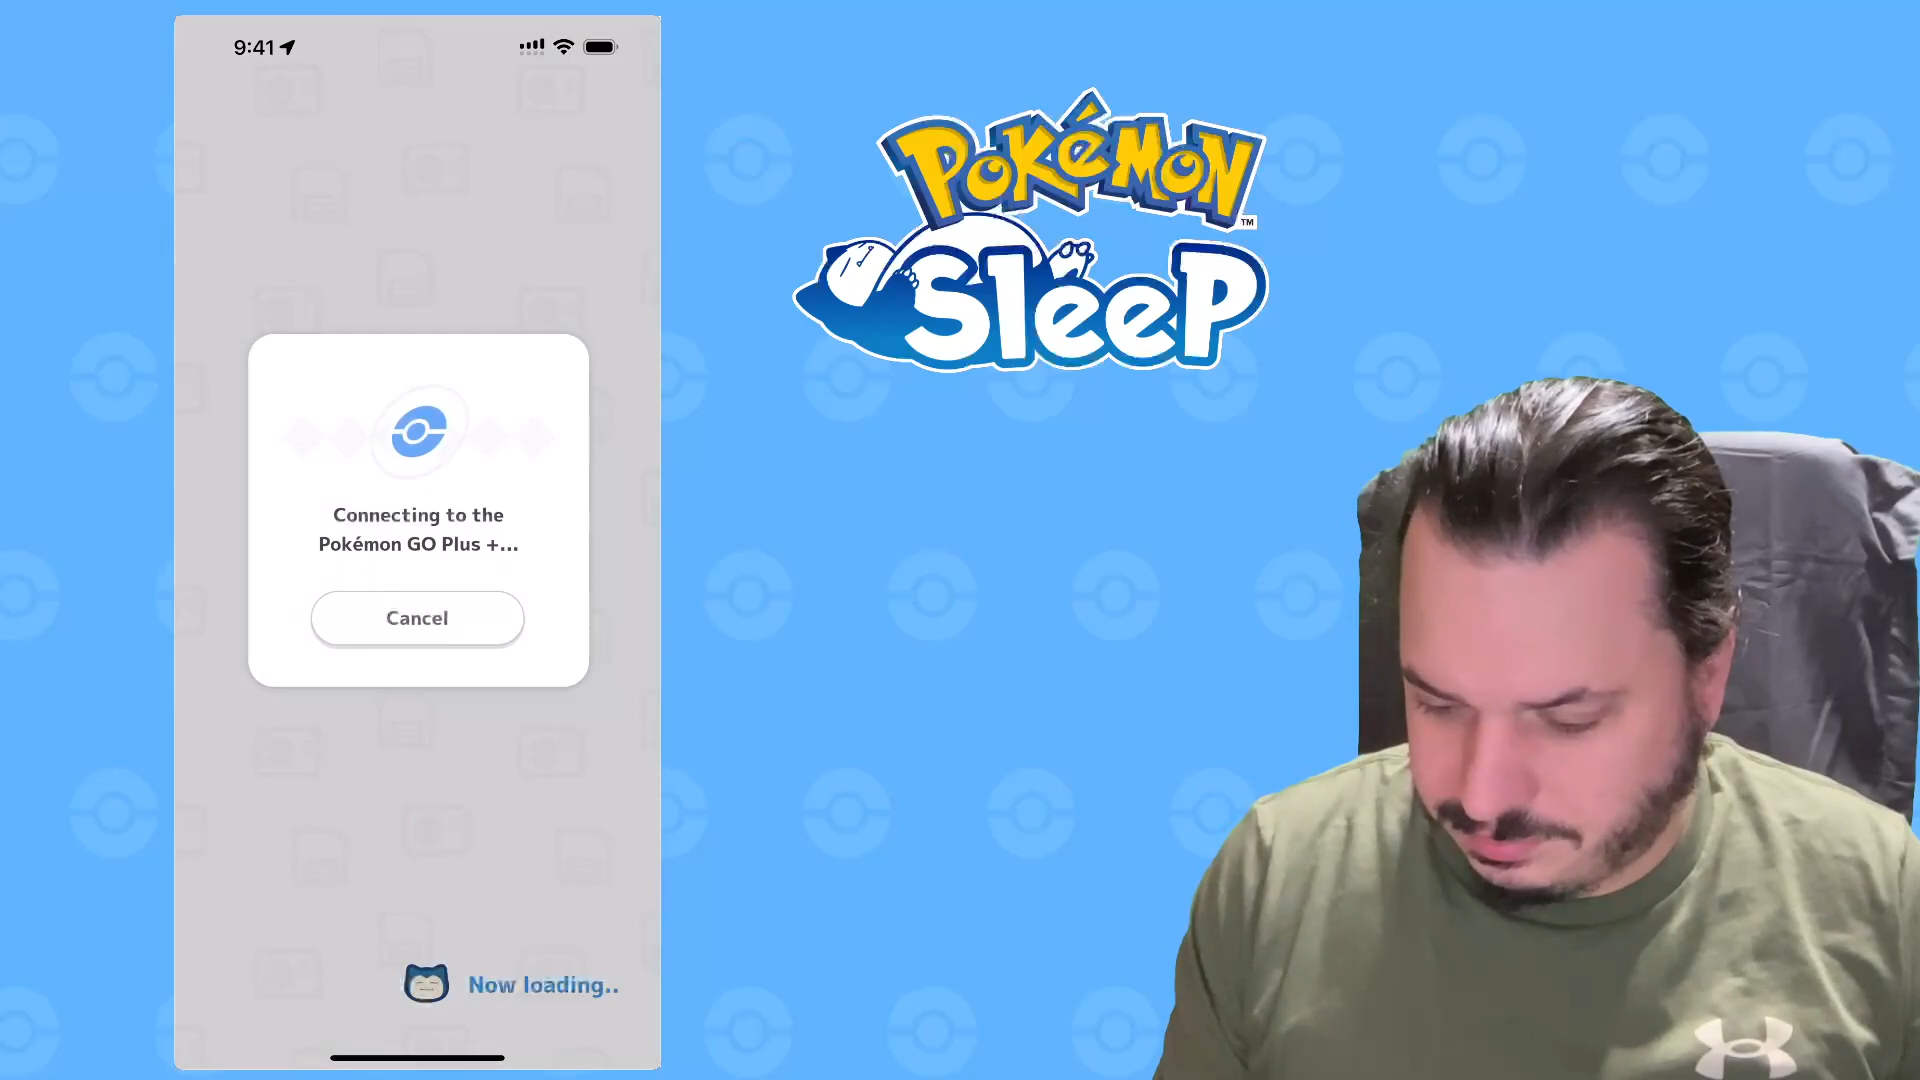 9:41
Connecting to the
Pokémon GO Plus +...
Cancel
Now loading..
POKéMON
TM
Sleep